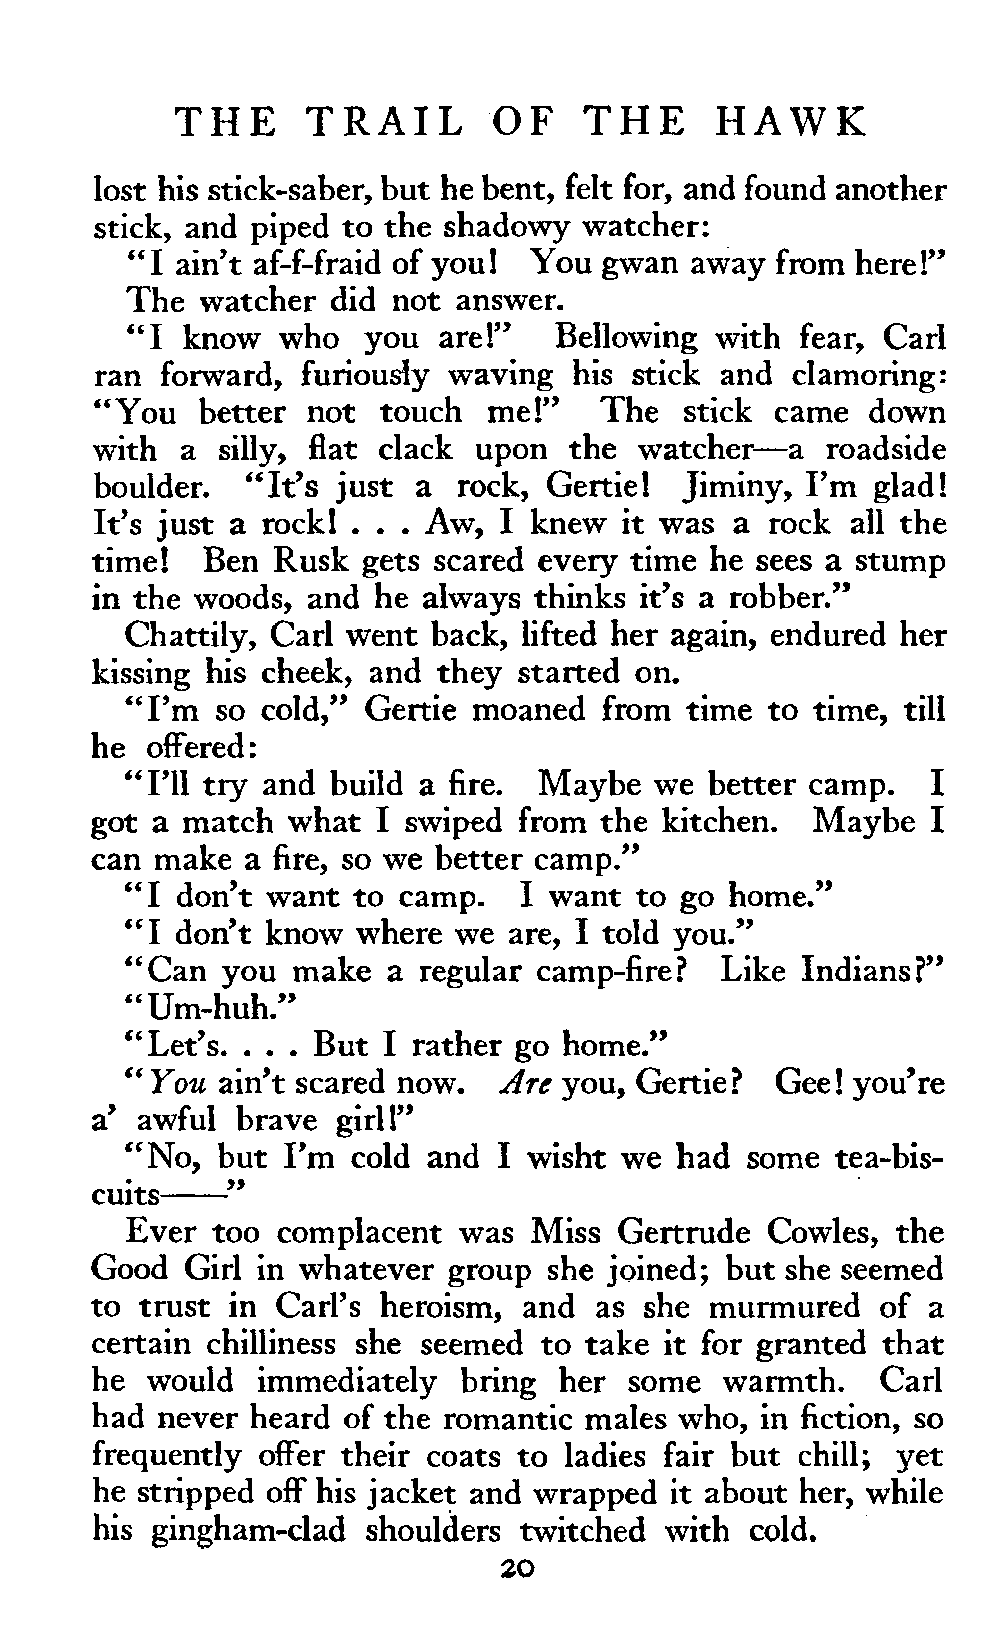 THE TRAIL OF THE HAWK
lost his stick-saber, but he bent, felt for, and found another
stick, and piped to the shadowy watcher:
“I ain’t af-f-fraid of you! You gwan away from here!”
The watcher did not answer.
“I know who you are!” Bellowing with fear, Carl
ran forward, furiously waving his stick and clamoring:
“You better not touch me!” The stick came down
with a silly, flat clack upon the watcher—a roadside
boulder. “It’s just a rock, Gertie! Jiminy, I’m glad!
It’s just a rock! . . . Aw, I knew it was a rock all the
time! Ben Rusk gets scared every time he sees a stump
in the woods, and he always thinks it’s a robber.”
Chattily, Carl went back, lifted her again, endured her
kissing his cheek, and they started on.
“I’m so cold,” Gertie moaned from time to time, till
he offered:
“I’ll try and build a fire. Maybe we better camp. I
got a match what I swiped from the kitchen. Maybe I
can make a fire, so we better camp.”
“I don’t want to camp. I want to go home.”
“I don’t know where we are, I told you.”
“Can you make a regular camp-fire? Like Indians?”
“Um-huh.”
“Let’s. . . . But I rather go home.”
“You ain’t scared now. Are you, Gertie? Gee! you’re
a’ awful brave girl!”
“No, but I’m cold and I wisht we had some tea-bis-
cuits——”
Ever too complacent was Miss Gertrude Cowles, the
Good Girl in whatever group she joined; but she seemed
to trust in Carl’s heroism, and as she murmured of a
certain chilliness she seemed to take it for granted that
he would immediately bring her some warmth. Carl
had never heard of the romantic males who, in fiction, so
frequently offer their coats to ladies fair but chill; yet
he stripped off his jacket and wrapped it about her, while
his gingham-clad shoulders twitched with cold.
20